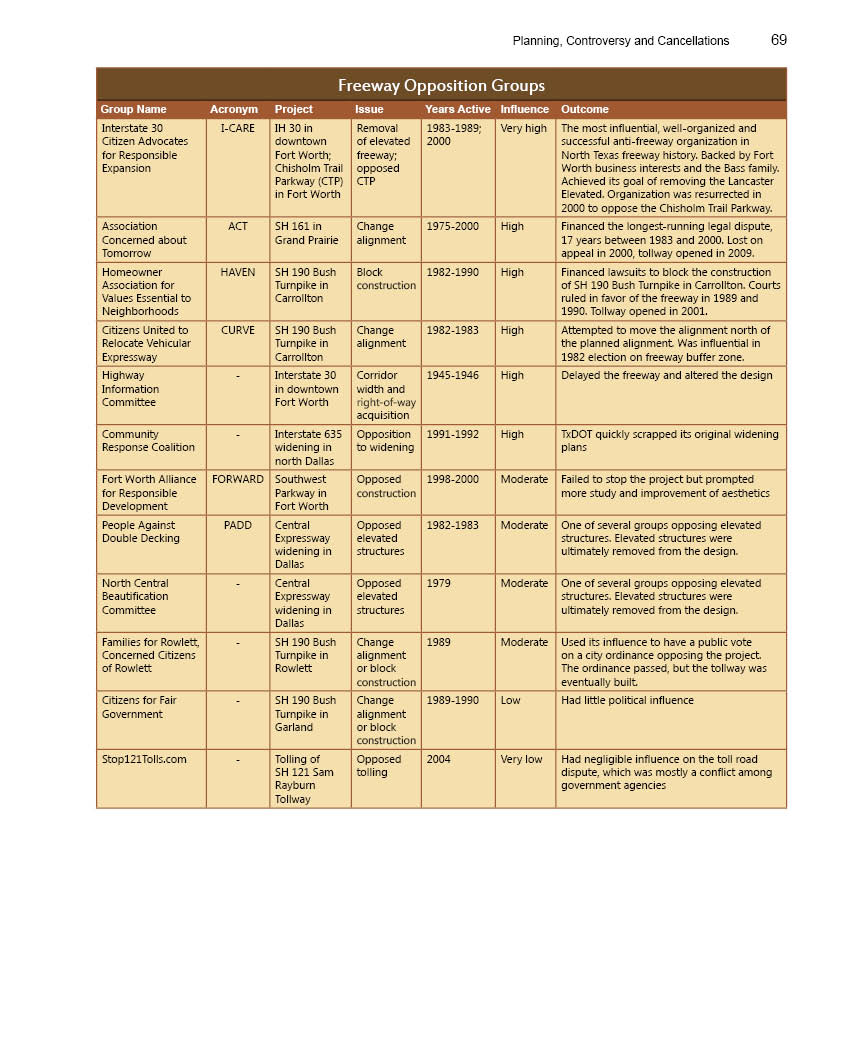 Planning, Controversy and Cancellations 69
Freeway Opposition Groups
Group Name Acronym Project Issue Years Active Influence Outcome
Interstate 30 I-CARE IH 30 in Removal 1983-1989; Very high The most influential, well-organized and
Citizen Advocates downtown of elevated 2000 successful anti-freeway organization in
for Responsible Fort Worth; freeway; North Texas freeway history. Backed by Fort
Expansion Chisholm Trail opposed Worth business interests and the Bass family.
Parkway (CTP) CTP Achieved its goal of removing the Lancaster
in Fort Worth Elevated. Organization was resurrected in
2000 to oppose the Chisholm Trail Parkway.
Association ACT SH 161 in Change 1975-2000 High Financed the longest-running legal dispute,
Concerned about Grand Prairie alignment 17 years between 1983 and 2000. Lost on
Tomorrow appeal in 2000, tollway opened in 2009.
Homeowner HAVEN SH 190 Bush Block 1982-1990 High Financed lawsuits to block the construction
Association for Turnpike in construction of SH 190 Bush Turnpike in Carrollton. Courts
Values Essential to Carrollton ruled in favor of the freeway in 1989 and
Neighborhoods 1990. Tollway opened in 2001.
Citizens United to CURVE SH 190 Bush Change 1982-1983 High Attempted to move the alignment north of
Relocate Vehicular Turnpike in alignment the planned alignment. Was influential in
Expressway Carrollton 1982 election on freeway buffer zone.
Highway - Interstate 30 Corridor 1945-1946 High Delayed the freeway and altered the design
Information in downtown width and
Committee Fort Worth right-of-way
acquisition
Community - Interstate 635 Opposition 1991-1992 High TxDOT quickly scrapped its original widening
Response Coalition widening in to widening plans
north Dallas
Fort Worth Alliance FORWARD Southwest Opposed 1998-2000 Moderate Failed to stop the project but prompted
for Responsible Parkway in construction more study and improvement of aesthetics
Development Fort Worth
People Against PADD Central Opposed 1982-1983 Moderate One of several groups opposing elevated
Double Decking Expressway elevated structures. Elevated structures were
widening in structures ultimately removed from the design.
Dallas
North Central - Central Opposed 1979 Moderate One of several groups opposing elevated
Beautification Expressway elevated structures. Elevated structures were
Committee widening in structures ultimately removed from the design.
Dallas
Families for Rowlett, - SH 190 Bush Change 1989 Moderate Used its influence to have a public vote
Concerned Citizens Turnpike in alignment on a city ordinance opposing the project.
of Rowlett Rowlett or block The ordinance passed, but the tollway was
construction eventually built.
Citizens for Fair - SH 190 Bush Change 1989-1990 Low Had little political influence
Government Turnpike in alignment
Garland or block
construction
Stop121Tolls.com - Tolling of Opposed 2004 Very low Had negligible influence on the toll road
SH 121 Sam tolling dispute, which was mostly a conflict among
Rayburn government agencies
Tollway